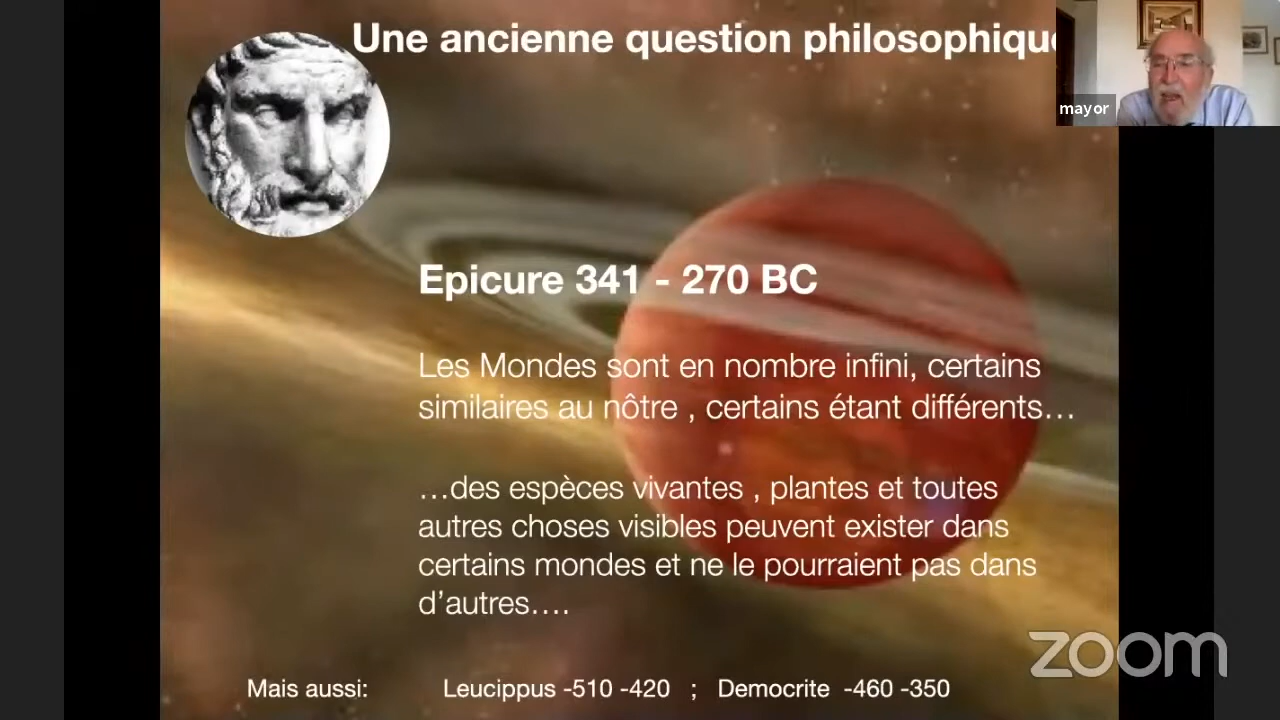 Une ancienne question philosophique
mayor
Epicure 341 - 270 BC
Les Mondes sont en nombre infini, certains
similaires au nôtre , certains étant différents…
…des espèces vivantes , plantes et toutes
autres choses visibles peuvent exister dans
certains mondes et ne le pourraient pas dans
d’autres….
Mais aussi: Leucippus -510 -420 ; Democrite -460 -350
zoom